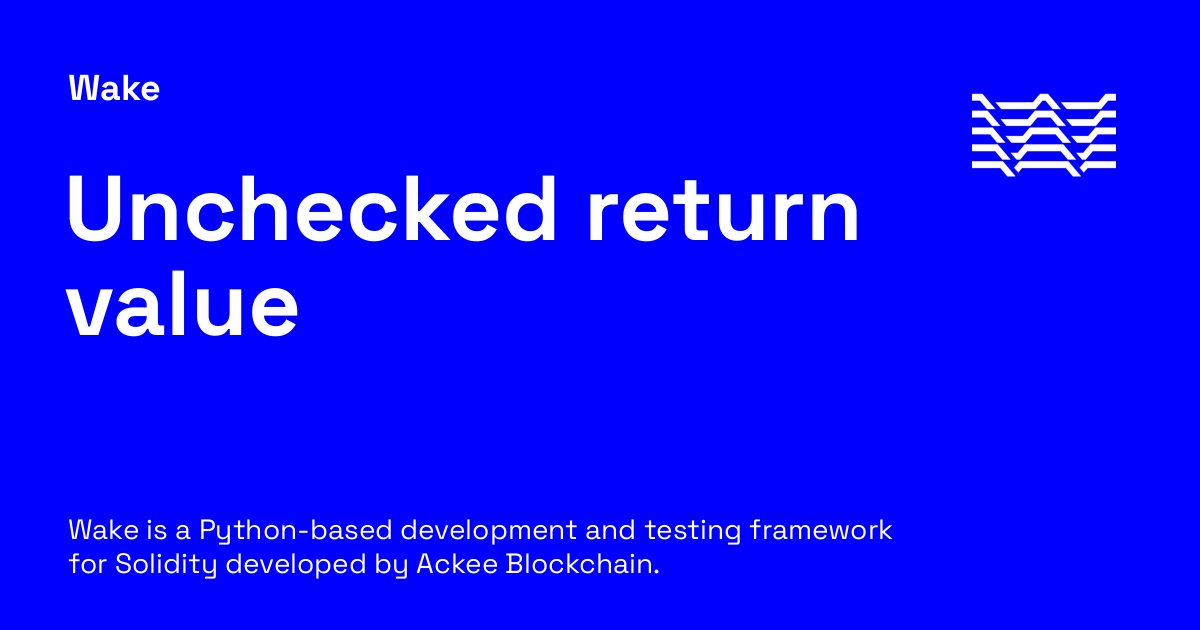 Wake
Unchecked return
value
Wake is a Python-based development and testing framework
for Solidity developed by Ackee Blockchain.